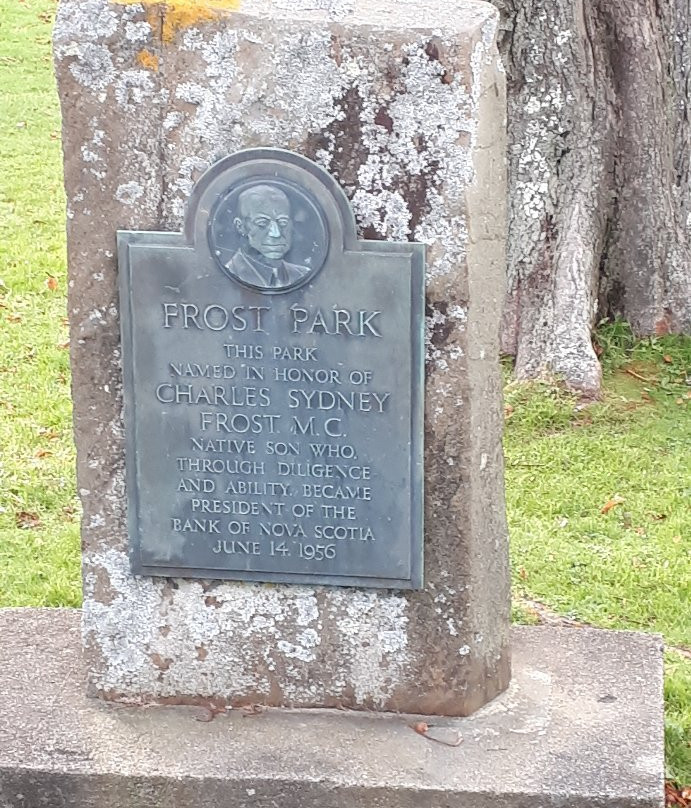 FROST PARK
THIS PARK
NAMED IN HONOR OF
CHARLES SYDNEY
FROST M.C.
NATIVE SON WHO,
THROUGH DILIGENCE
AND ABILITY, BECAME
PRESIDENT OF THE
BANK OF NOVA SCOTIA
JUNE 14, 1956